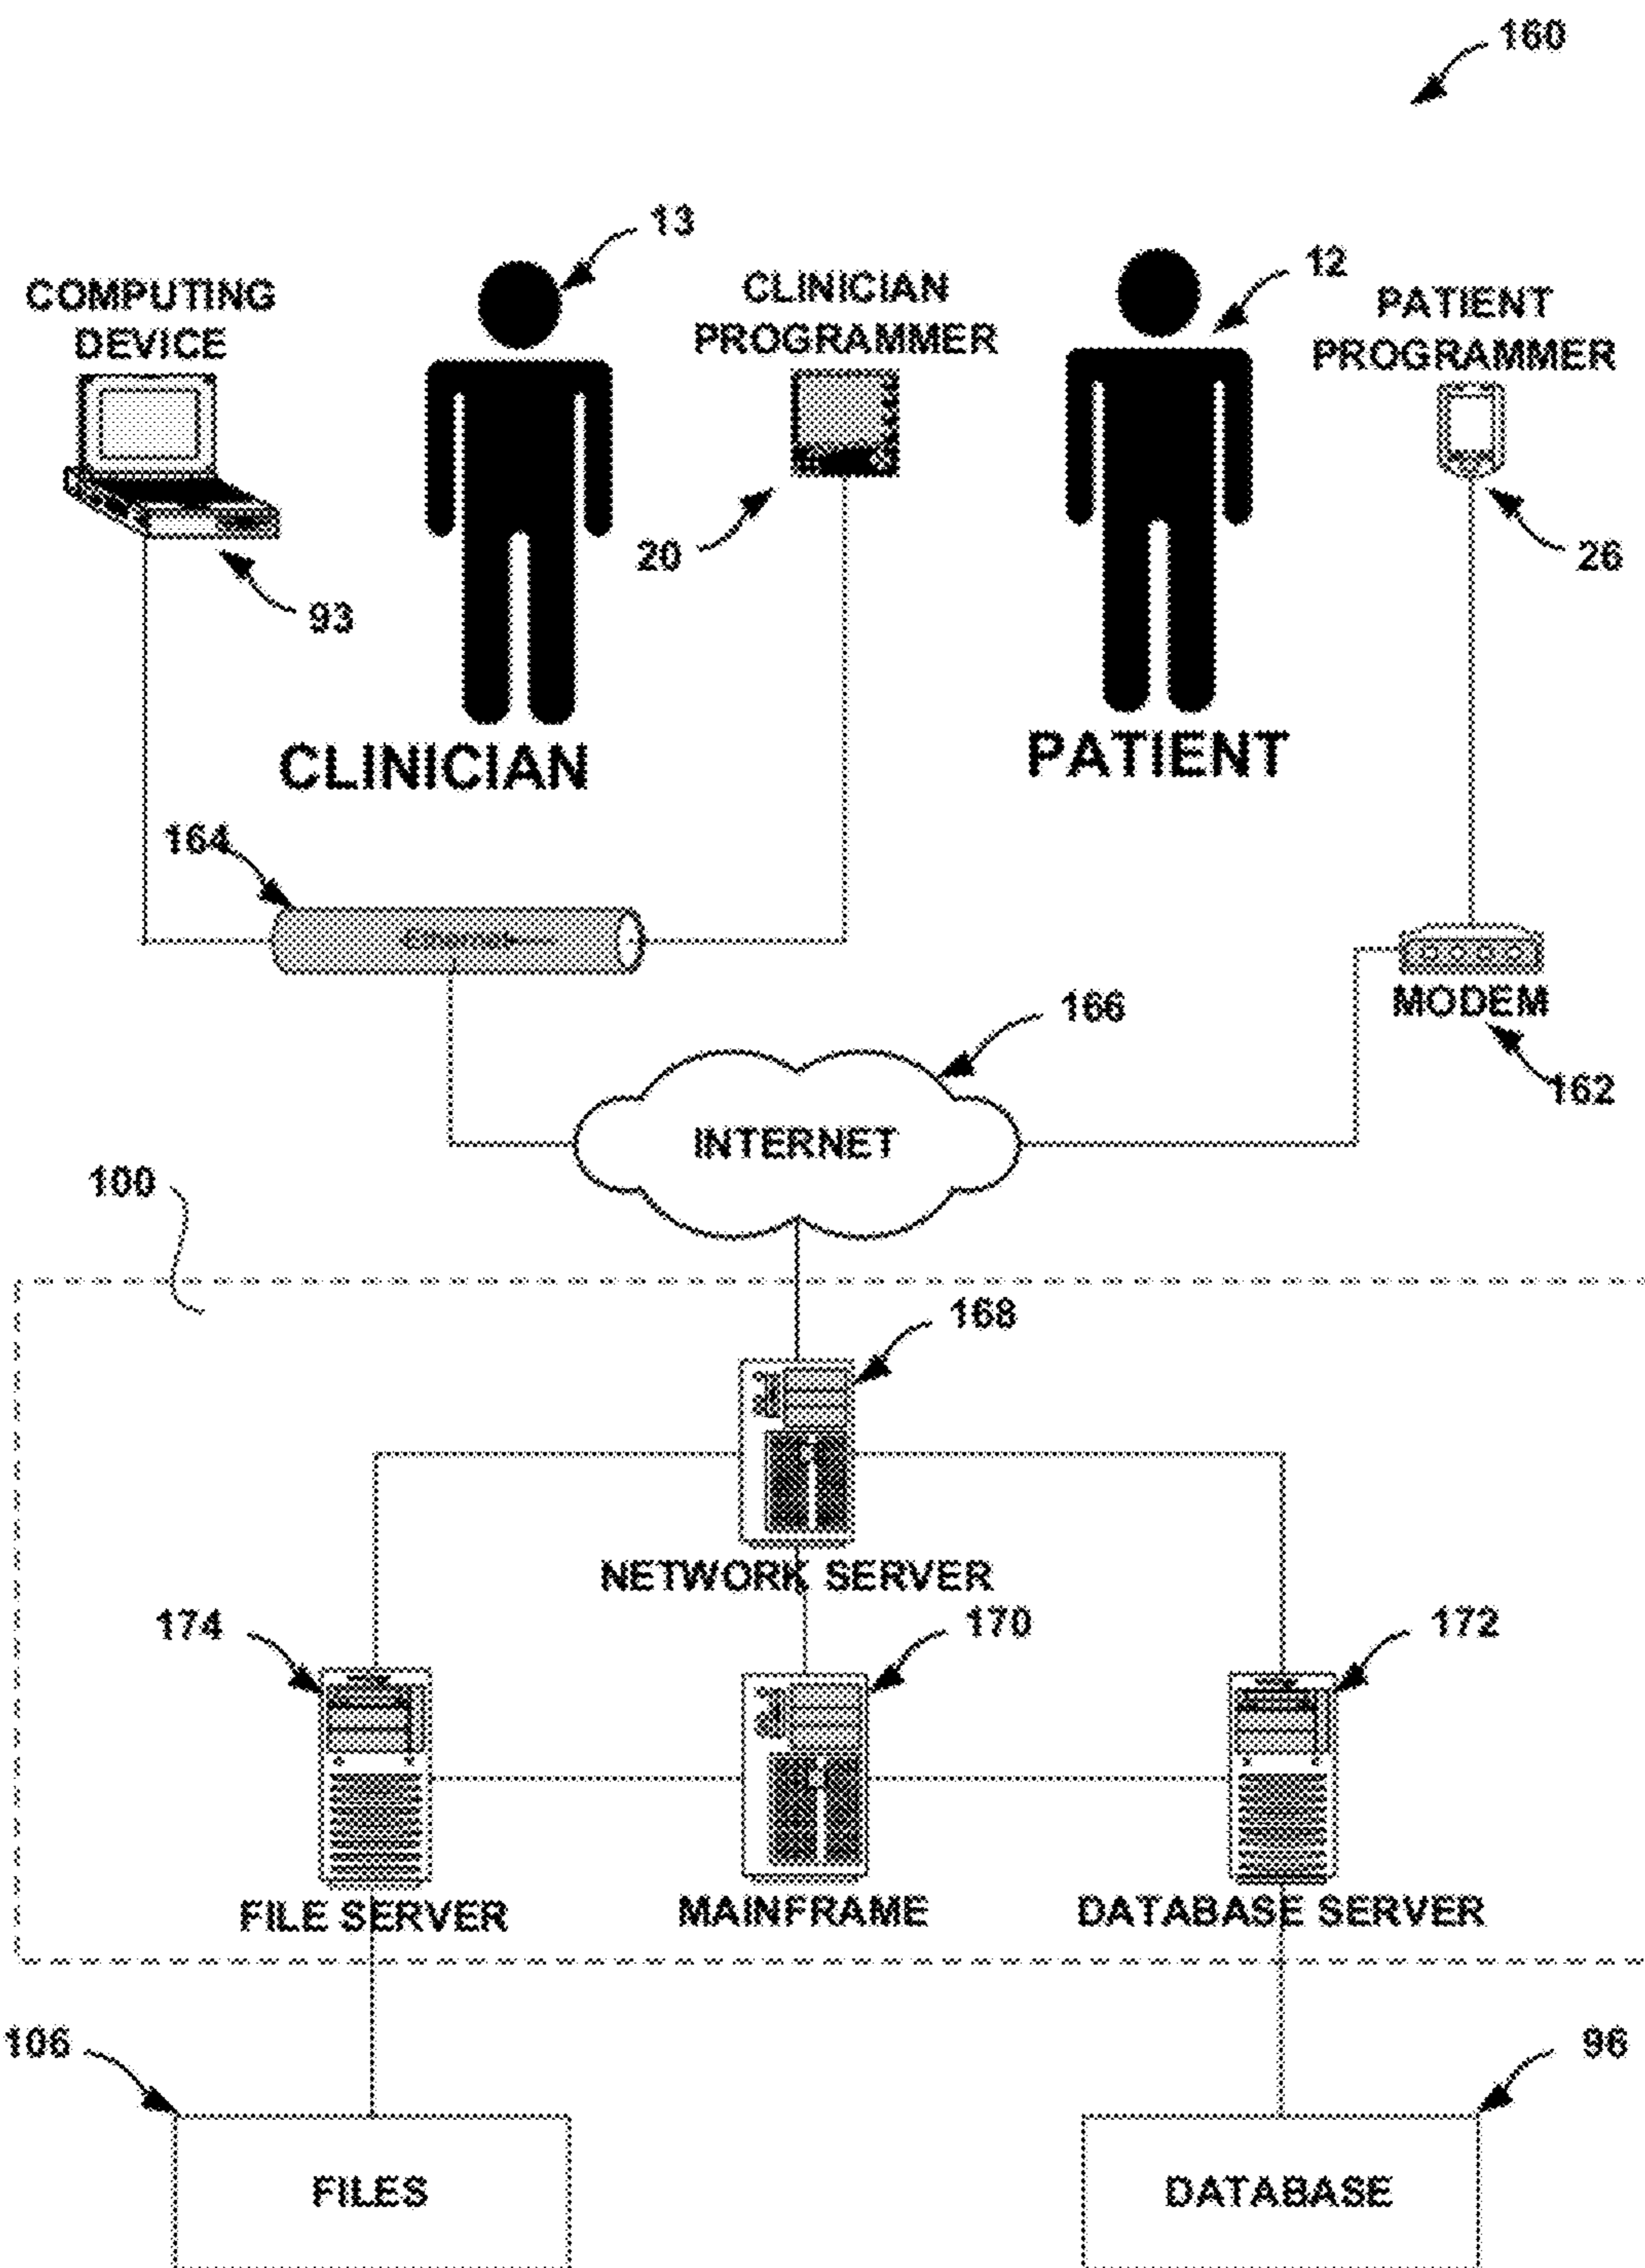 160
13
12
COMPUTING
DEVICE
CLINICIAN
PROGRAMMER
PATIENT
PROGRAMMER
20
26
93
CLINICIAN
PATIENT
164
Ethernet
166
MODEM
162
INTERNET
100
168
NETWORK SERVER
174
170
172
FILE SERVER
MAINFRAME
DATABASE SERVER
106
96
FILES
DATABASE